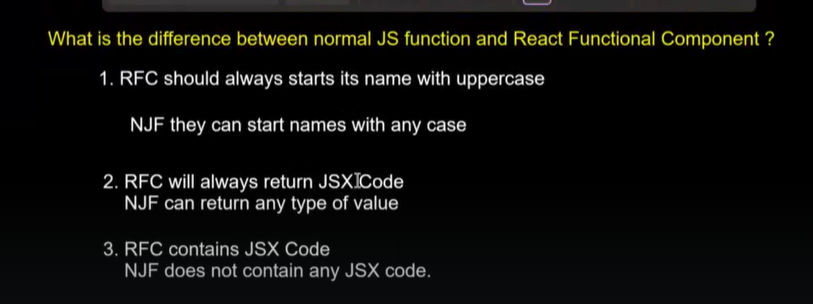 What is the difference between normal JS function and React Functional Component ?
1. RFC should always starts its name with uppercase
NJF they can start names with any case
2. RFC will always return JSX Code
NJF can return any type of value
3. RFC contains JSX Code
NJF does not contain any JSX code.